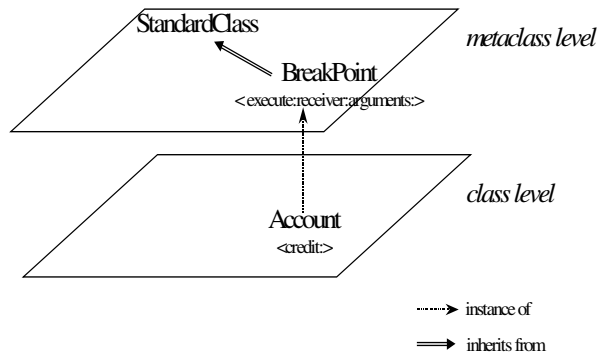 StandardClass
metaclass level
BreakPoint
<execute:receiver:arguments:>
class level
Account
<credit:>
instance of
inherits from